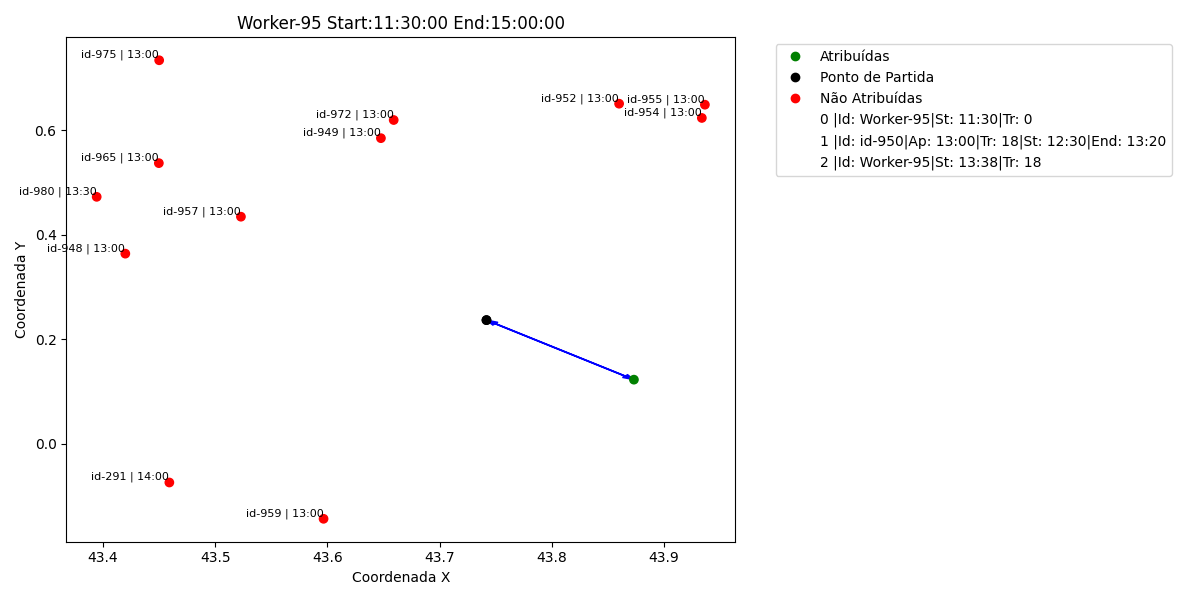 Worker-95 Start:11:30:00 End:15:00:00
id-975 | 13:00
id-952 | 13:00
id-955 | 13:00
id-954 | 13:00
id-972 | 13:00
id-949 | 13:00
id-965 | 13:00
id-980 | 13:30
id-957 | 13:00
id-948 | 13:00
id-291 | 14:00
id-959 | 13:00
0.6
0.4
0.2
0.0
Coordenada Y
43.4 43.5 43.6 43.7 43.8 43.9
Coordenada X
Atribuídas
Ponto de Partida
Não Atribuídas
0 |Id: Worker-95|St: 11:30|Tr: 0
1 |Id: id-950|Ap: 13:00|Tr: 18|St: 12:30|End: 13:20
2 |Id: Worker-95|St: 13:38|Tr: 18